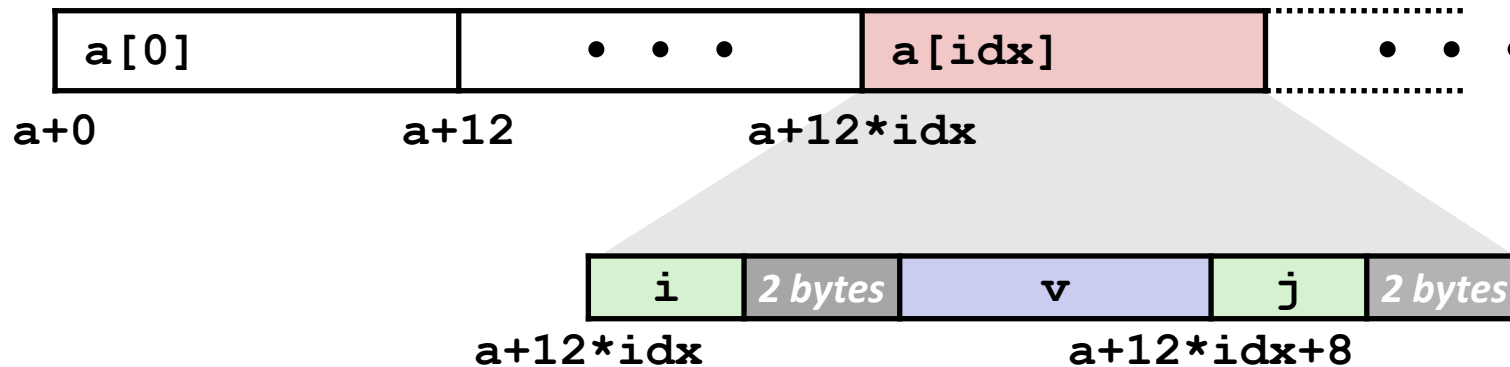 a[0] • • • a[idx] • • •
a+0 a+12 a+12*idx
i 2 bytes v j 2 bytes
a+12*idx a+12*idx+8